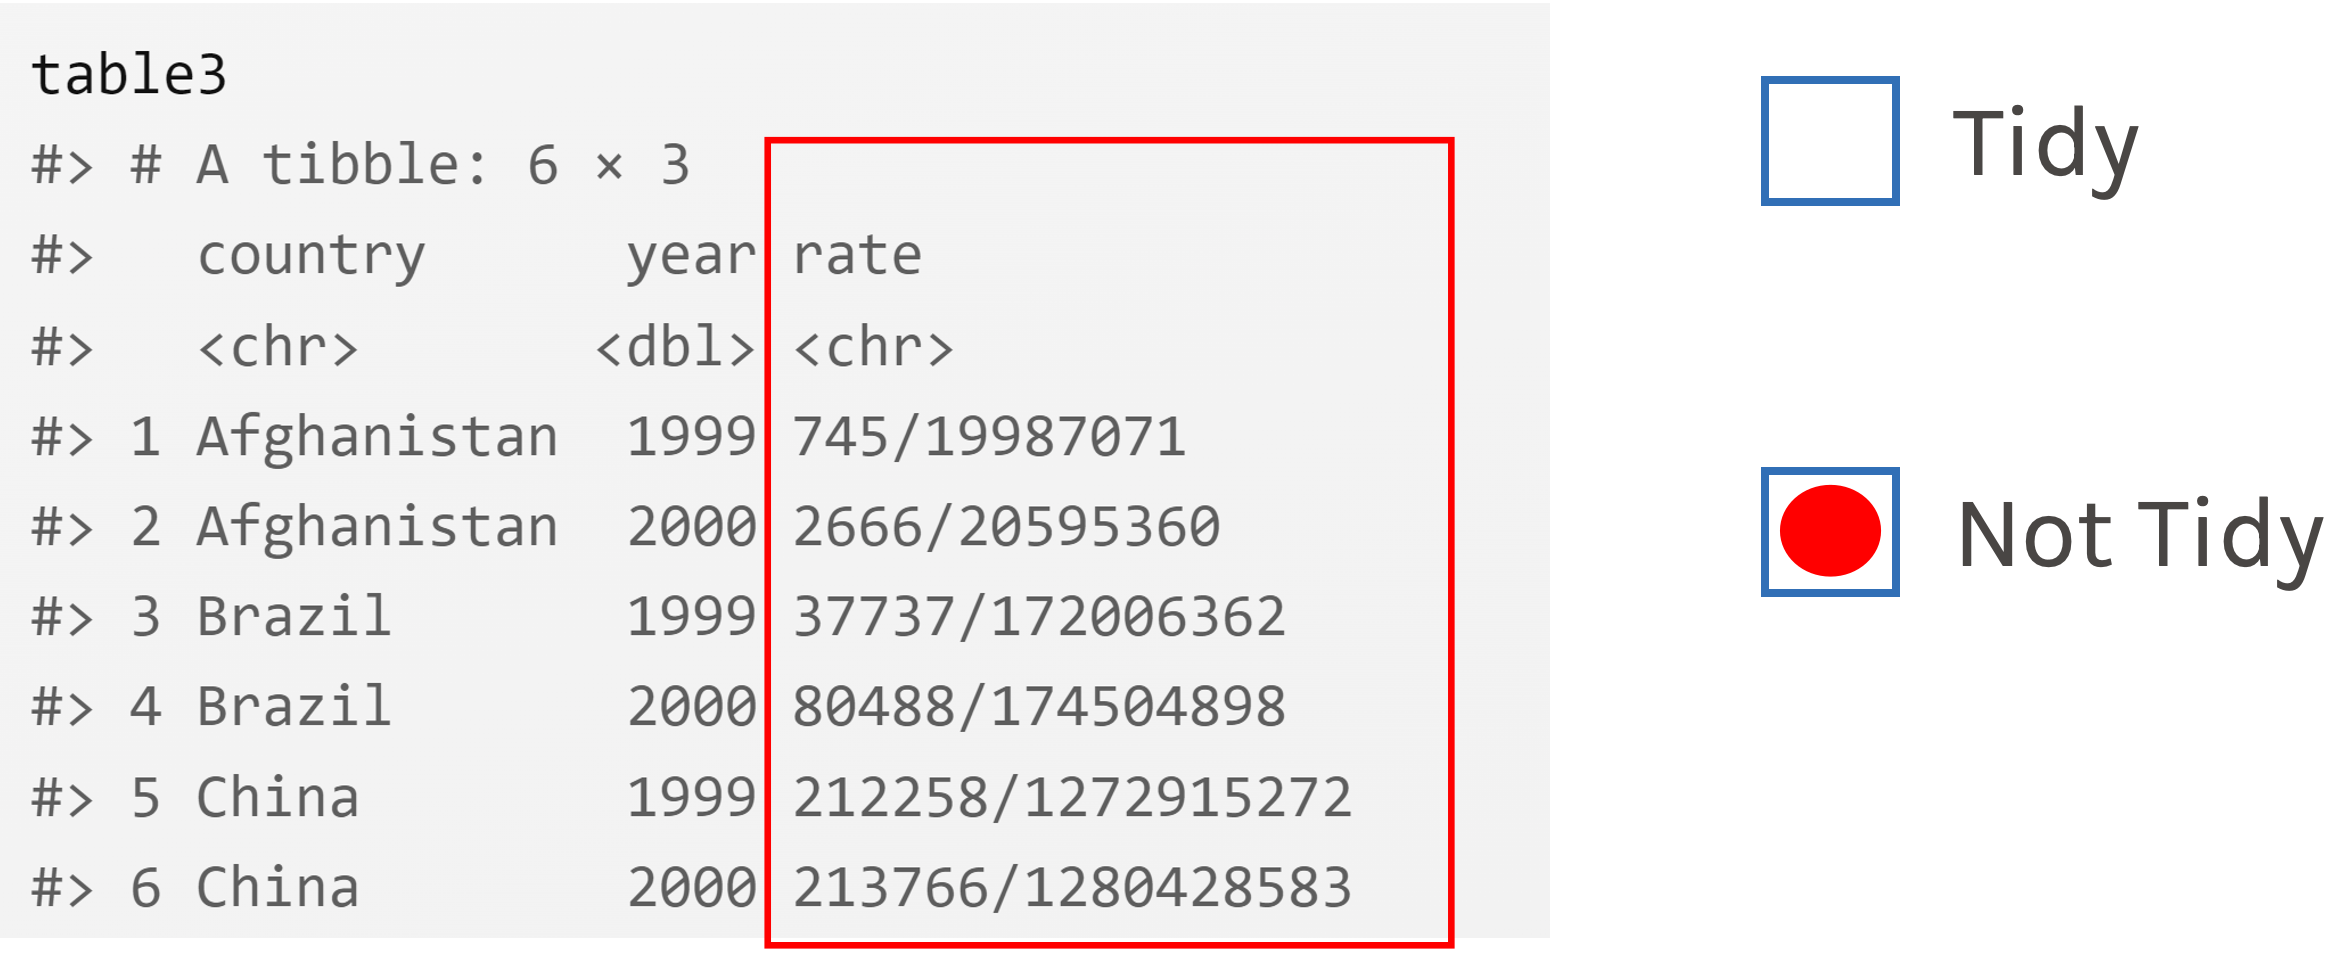 table3
#> # A tibble: 6 × 3
#>   country      year rate
#>   <chr>       <dbl> <chr>
#> 1 Afghanistan  1999 745/19987071
#> 2 Afghanistan  2000 2666/20595360
#> 3 Brazil       1999 37737/172006362
#> 4 Brazil       2000 80488/174504898
#> 5 China        1999 212258/1272915272
#> 6 China        2000 213766/1280428583
Tidy
Not Tidy